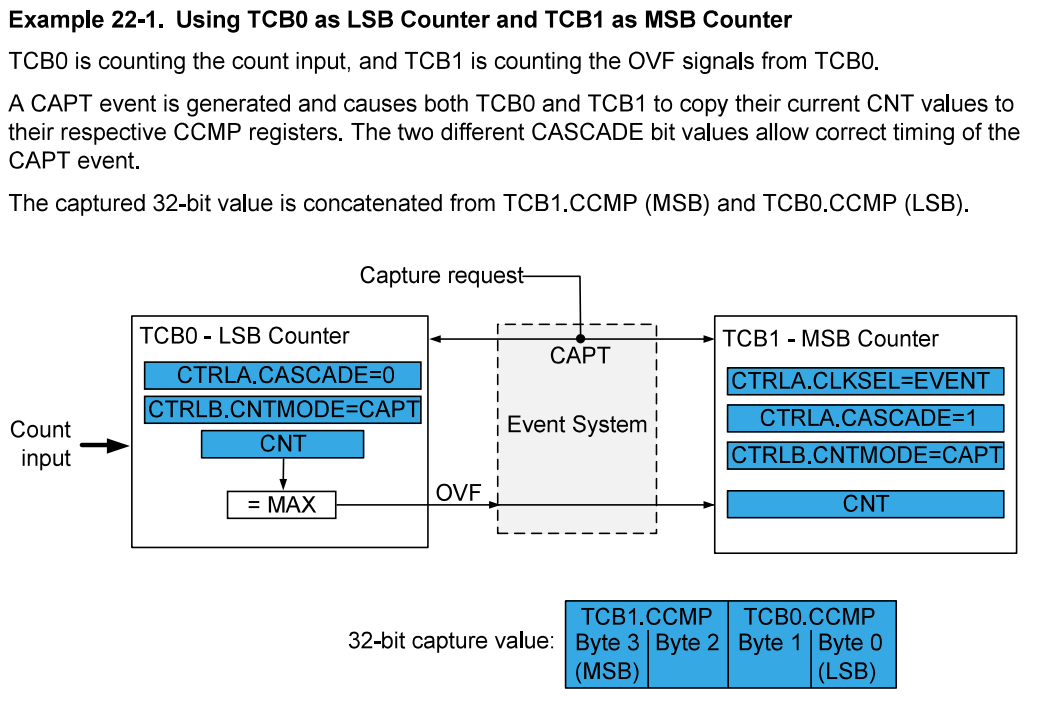 Example 22-1. Using TCB0 as LSB Counter and TCB1 as MSB Counter
TCB0 is counting the count input, and TCB1 is counting the OVF signals from TCB0.
A CAPT event is generated and causes both TCB0 and TCB1 to copy their current CNT values to
their respective CCMP registers. The two different CASCADE bit values allow correct timing of the
CAPT event.
The captured 32-bit value is concatenated from TCB1.CCMP (MSB) and TCB0.CCMP (LSB).
Capture request
TCB0 - LSB Counter
CTRLA.CASCADE=0
CTRLB.CNTMODE=CAPT
CNT
= MAX
Count
input
OVF
CAPT
Event System
TCB1 - MSB Counter
CTRLA.CLKSEL=EVENT
CTRLA.CASCADE=1
CTRLB.CNTMODE=CAPT
CNT
32-bit capture value:
TCB1.CCMP TCB0.CCMP
Byte 3 Byte 2 Byte 1 Byte 0
(MSB) (LSB)